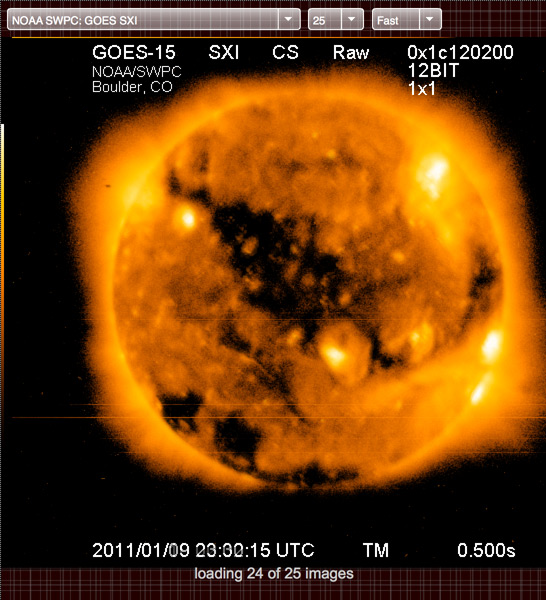 NOAA SWPC: GOES SXI 25 Fast
GOES-15 SXI CS Raw 0x1c120200
NOAA/SWPC 12BIT
Boulder, CO 1x1
2011/01/09 23:32:15 UTC TM 0.500s
loading 24 of 25 images